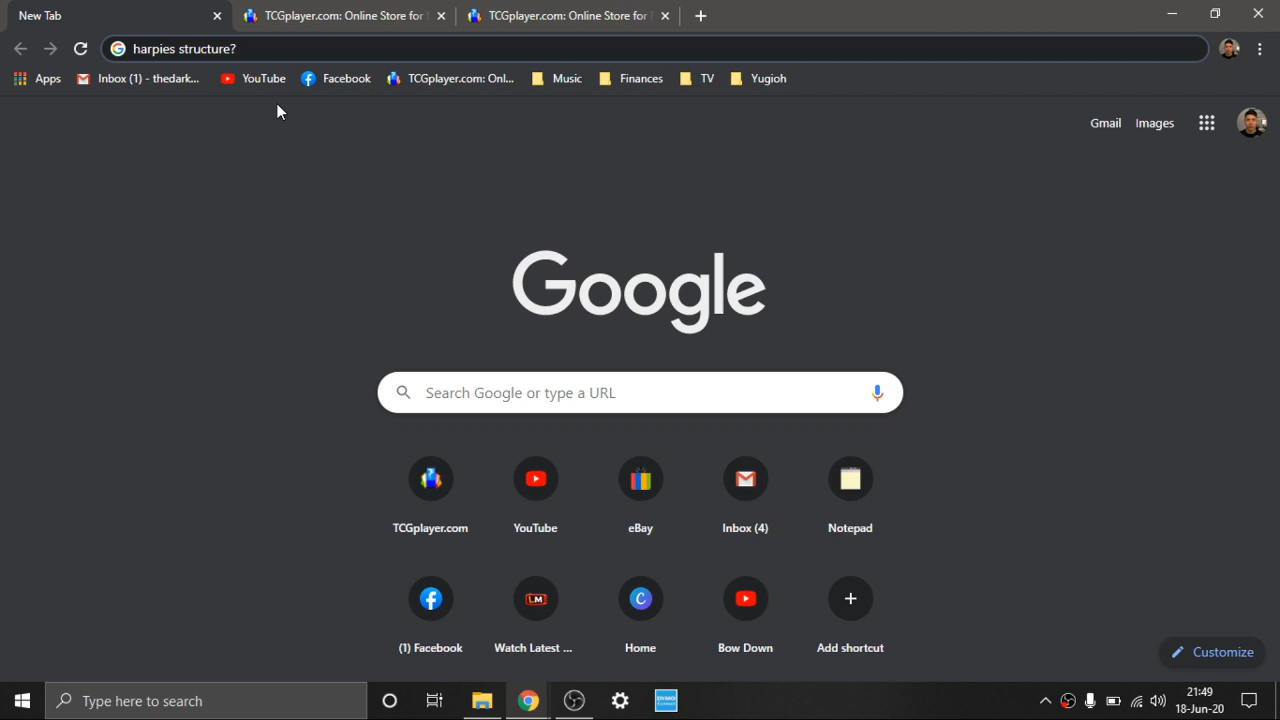 New Tab
TCGplayer.com: Online Store for
TCGplayer.com: Online Store for
harpies structure?
Apps
Inbox (1) - thedark...
YouTube
Facebook
TCGplayer.com: Onl...
Music
Finances
TV
Yugioh
Gmail
Images
Google
Search Google or type a URL
TCGplayer.com
YouTube
eBay
Inbox (4)
Notepad
LM
C
(1) Facebook
Watch Latest ...
Home
Bow Down
Add shortcut
Customize
Type here to search
DYMO
21:49
18-Jun-20